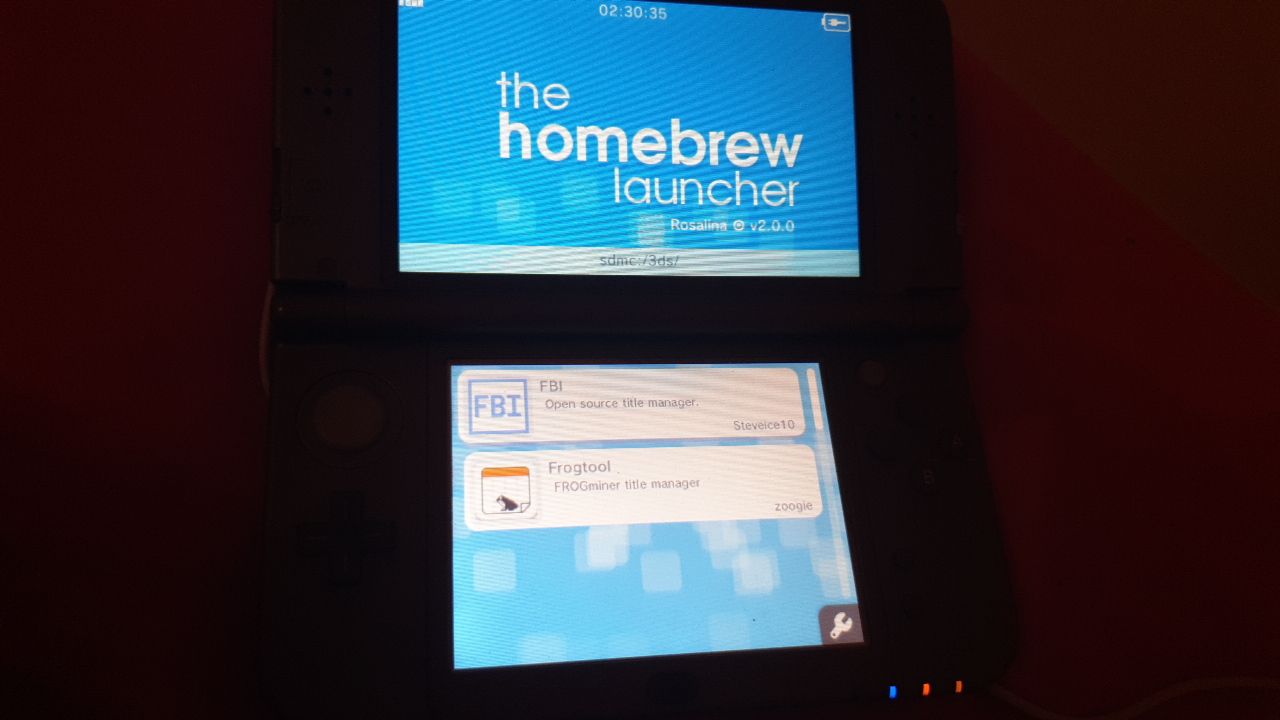 02:30:35
the
homebrew
launcher
Rosalina v2.0.0
sdmc:/3ds/
FBI
FBI
Open source title manager.
Steveice10
Frogtool
FROGminer title manager
zoogie
A
B